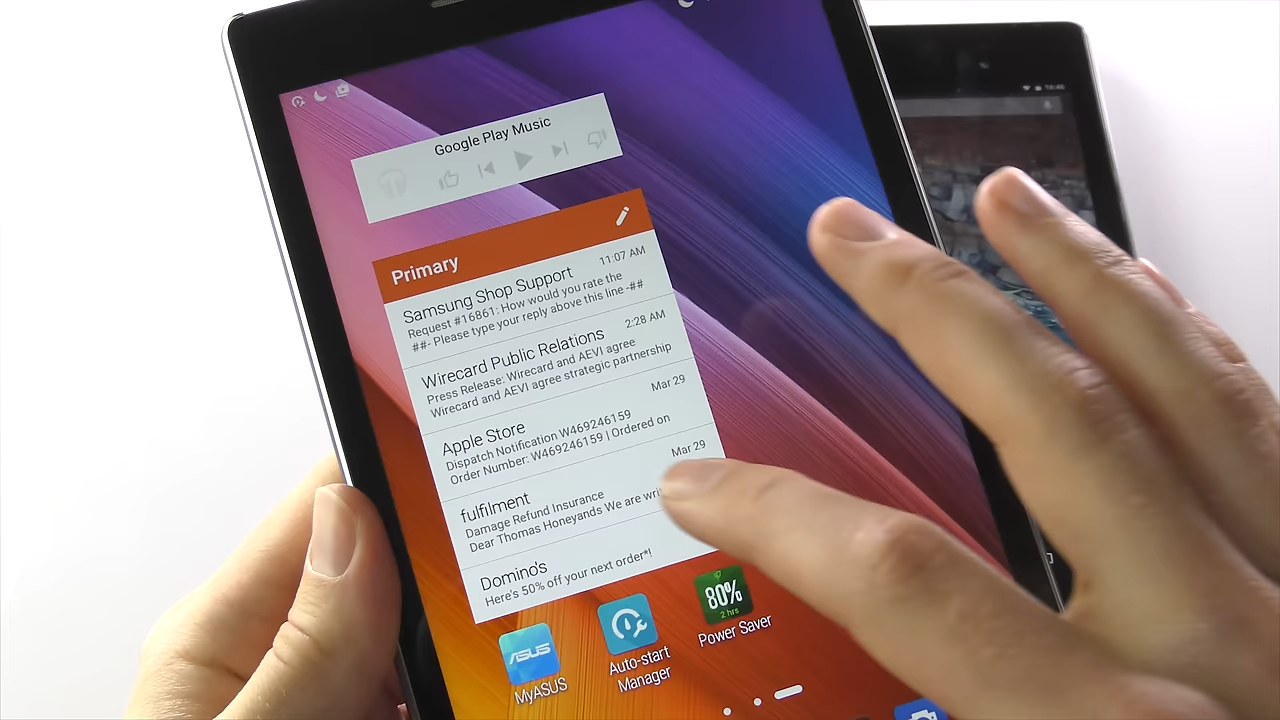 Google Play Music
Primary
11:07 AM
Samsung Shop Support
Request #16861: How would you rate the
##- Please type your reply above this line -##
2:28 AM
Wirecard Public Relations
Press Release: Wirecard and AEVI agree
Wirecard and AEVI agree strategic partnership
Mar 29
Apple Store
Dispatch Notification W469246159
Order Number: W469246159 | Ordered on
Mar 29
fulfilment
Damage Refund Insurance
Dear Thomas Honeyands We are
Domino's
Here's 50% off your next order*!
80%
2 hrs
Power Saver
Auto-start
Manager
ASUS
MyASUS